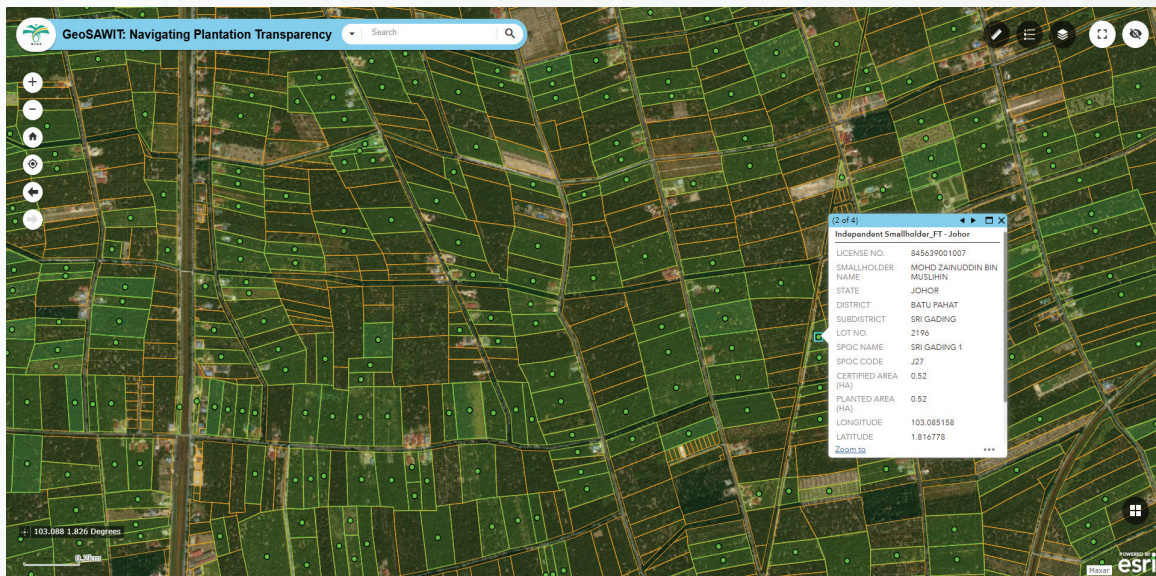 GeoSAWIT: Navigating Plantation Transparency
Search
(2 of 4)
Independent Smallholder_FT - Johor
LICENSE NO. 845639001007
SMALLHOLDER NAME MOHD ZAINUDDIN BIN MUSLIHIN
STATE JOHOR
DISTRICT BATU PAHAT
SUBDISTRICT SRI GADING
LOT NO. 2196
SPOC NAME SRI GADING 1
SPOC CODE J27
CERTIFIED AREA (HA) 0.52
PLANTED AREA (HA) 0.52
LONGITUDE 103.085158
LATITUDE 1.816778
Zoom to
103.088 1.826 Degrees
0.2km
Maxar
POWERED BY
esri